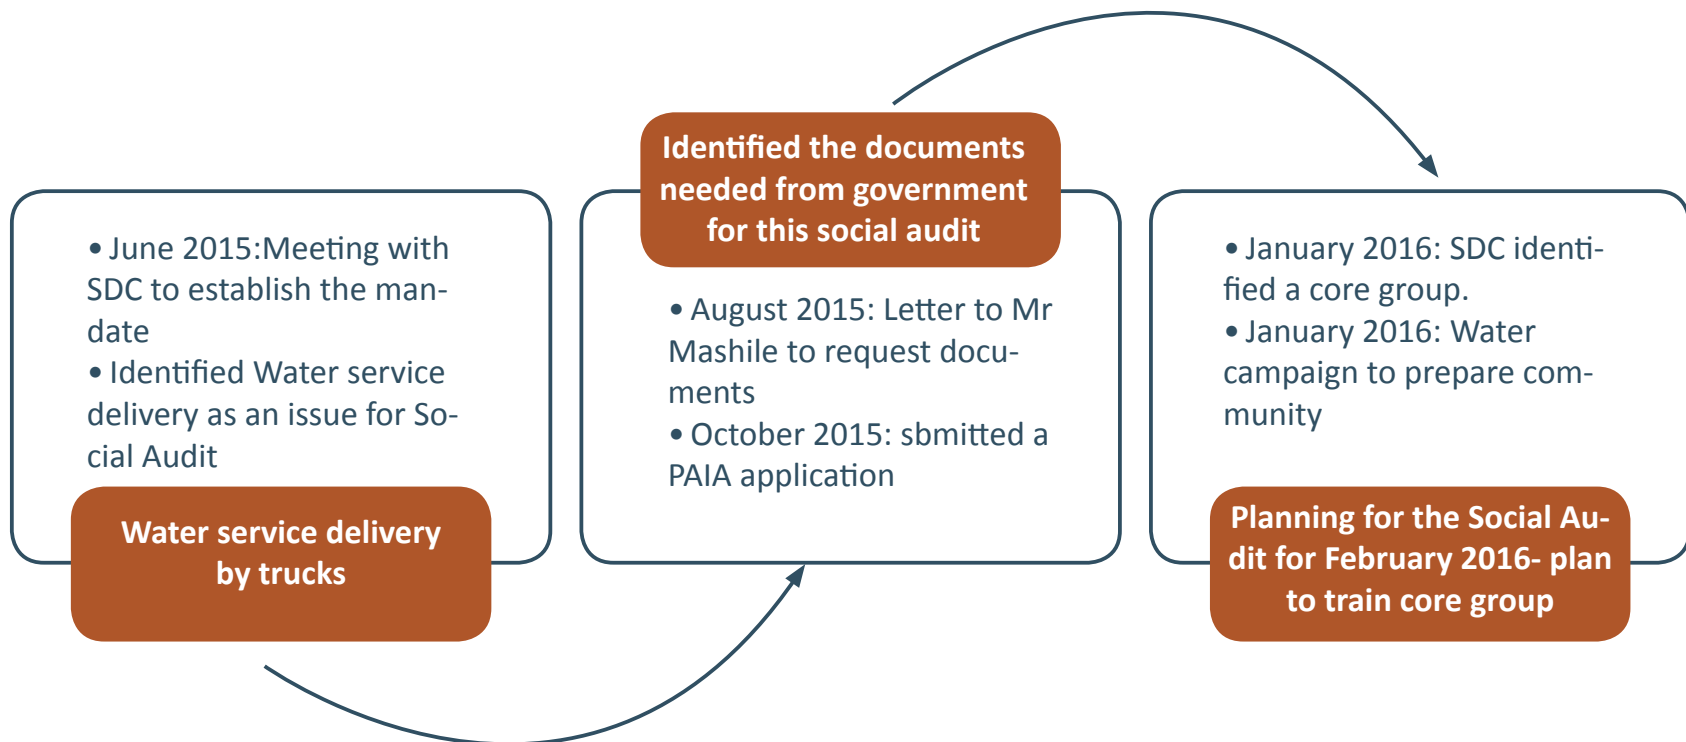 • June 2015:Meeting with
SDC to establish the man-
date
• Identified Water service
delivery as an issue for So-
cial Audit
Water service delivery
by trucks
Identified the documents
needed from government
for this social audit
• August 2015: Letter to Mr
Mashile to request docu-
ments
• October 2015: sbmitted a
PAIA application
• January 2016: SDC identi-
fied a core group.
• January 2016: Water
campaign to prepare com-
munity
Planning for the Social Au-
dit for February 2016- plan
to train core group